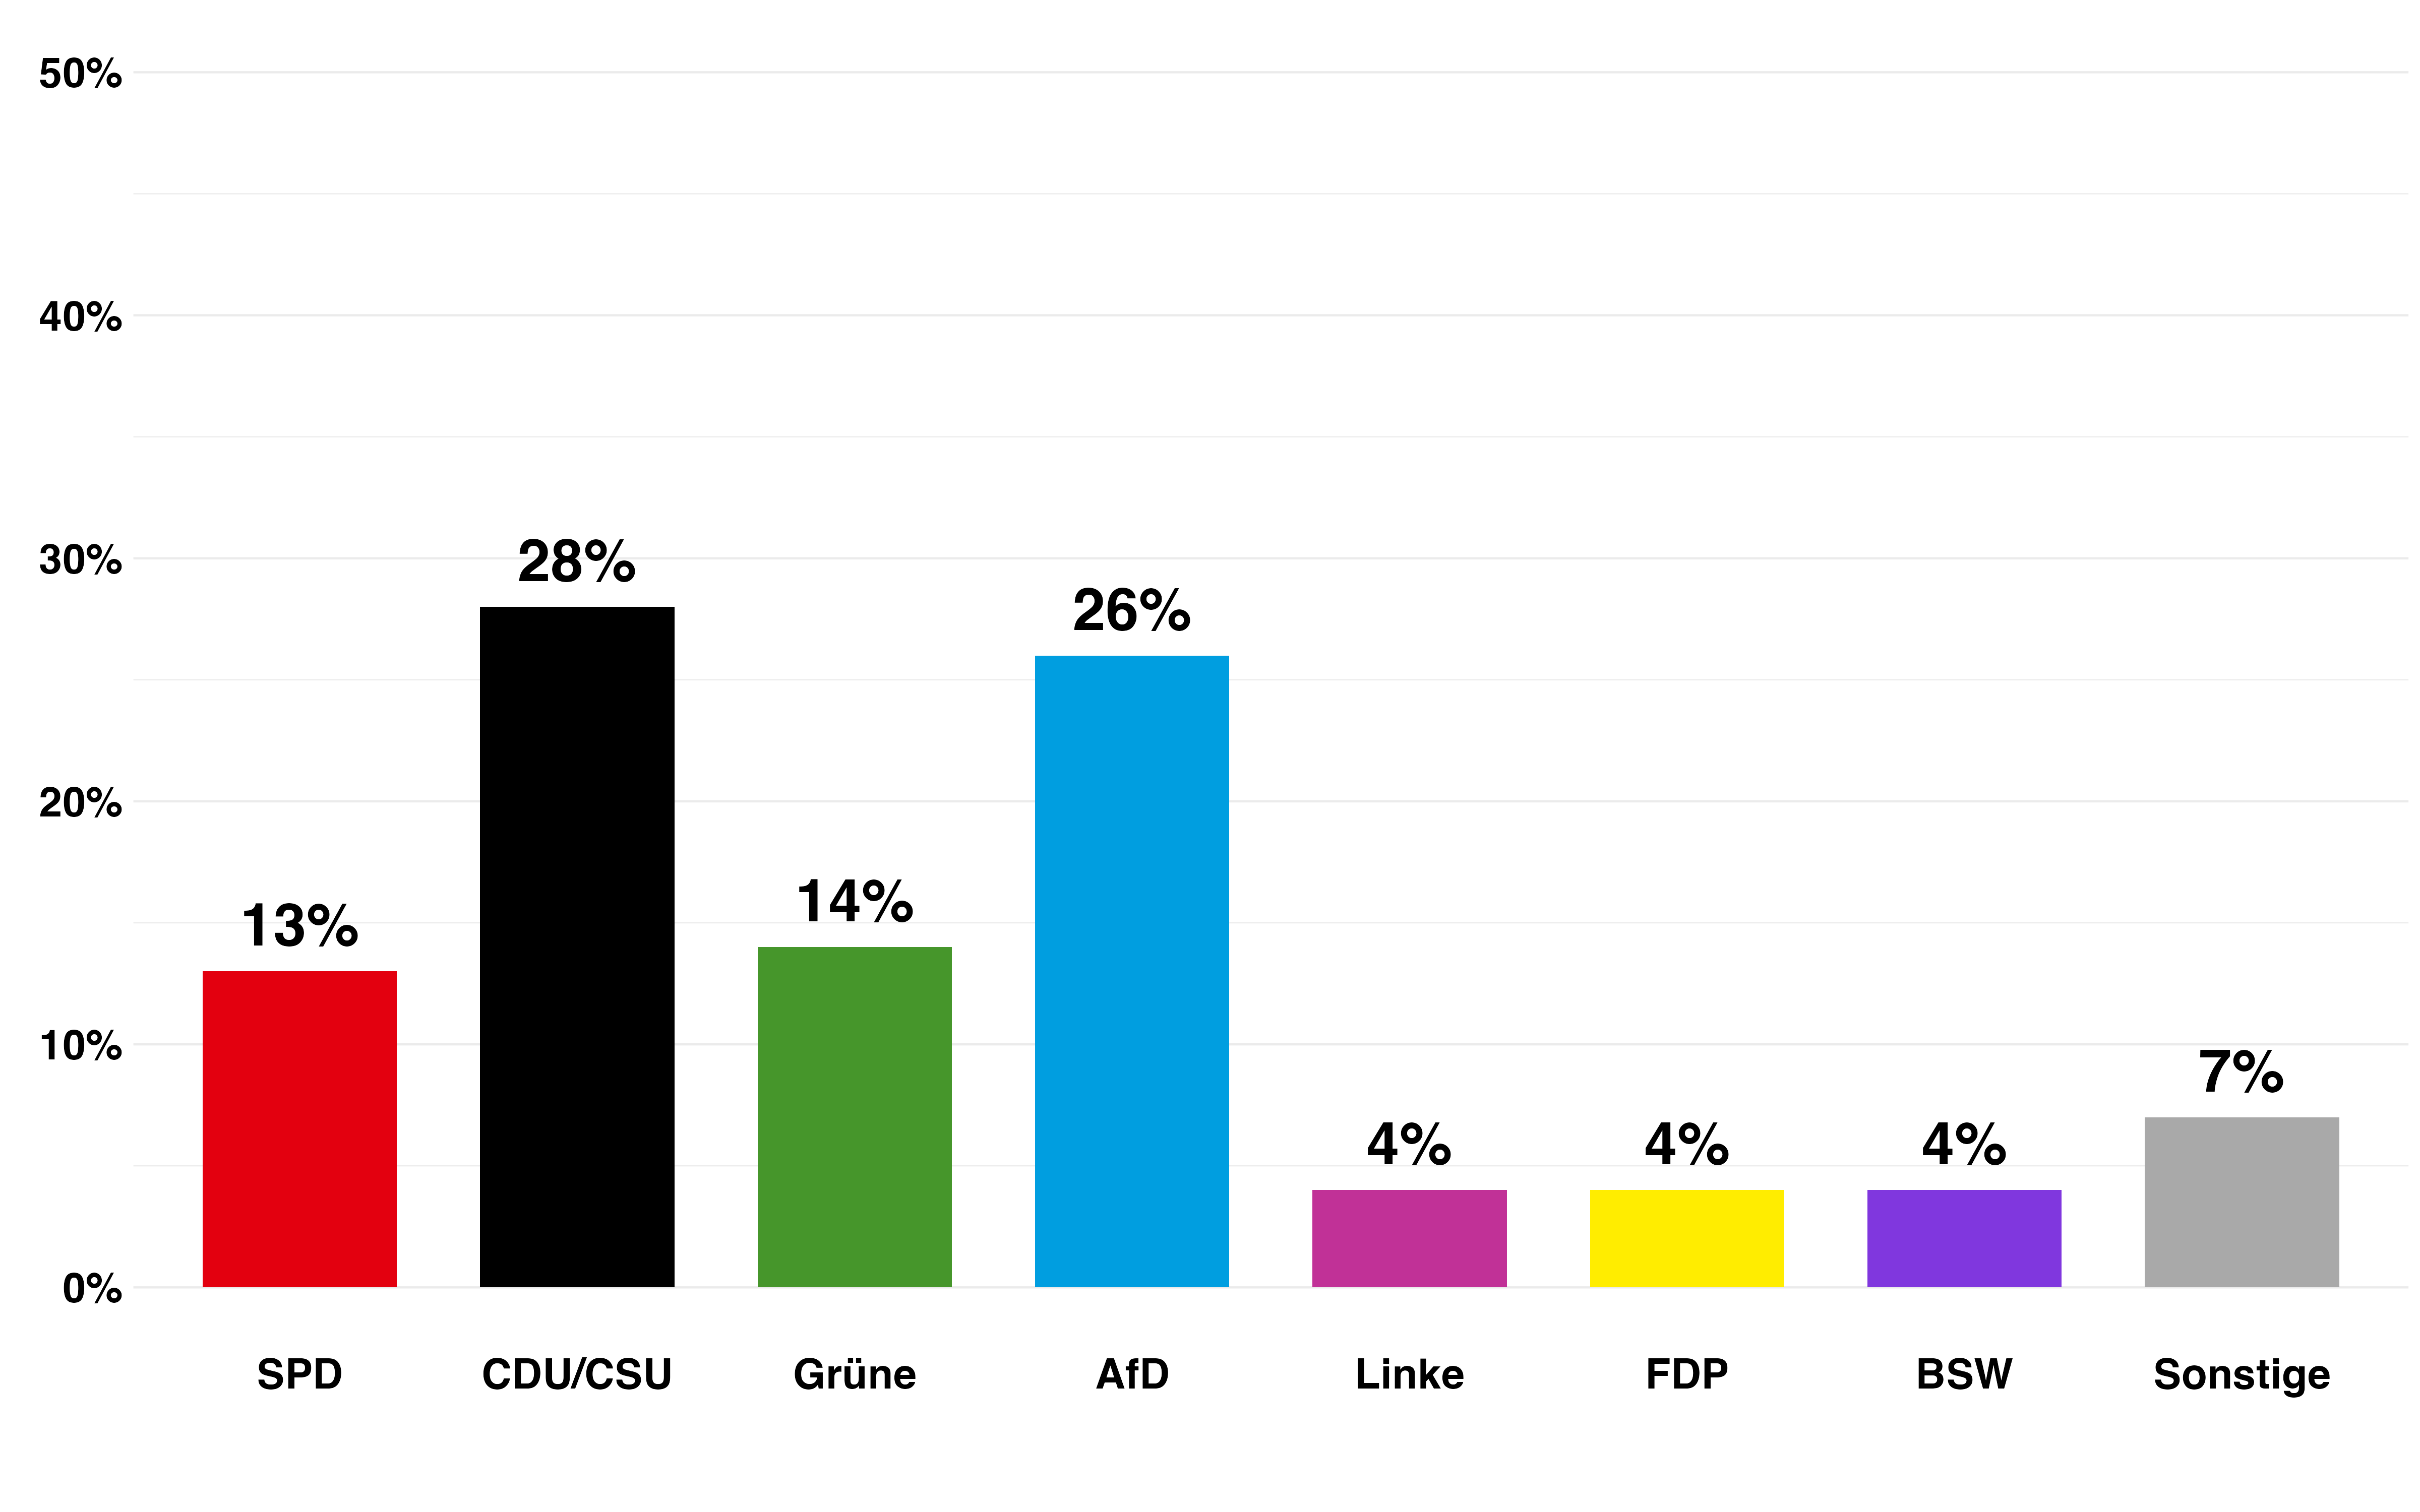 50%
40%
30%
20%
10%
0%
13%
28%
14%
26%
4%
4%
4%
7%
SPD
CDU/CSU
Grüne
AfD
Linke
FDP
BSW
Sonstige